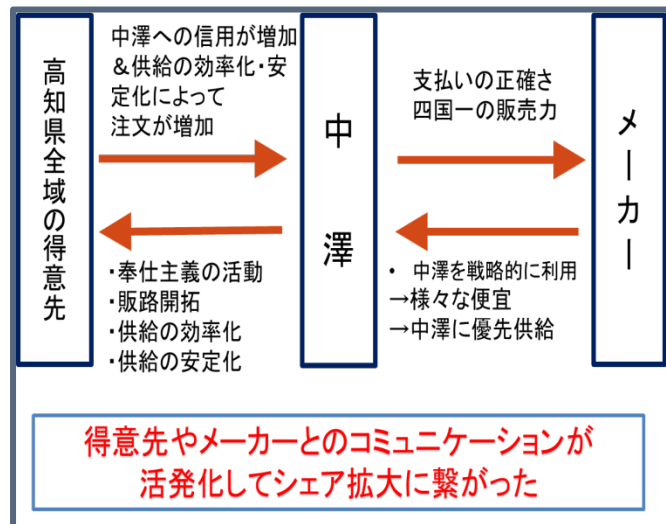 高知県全域の得意先
中澤への信用が増加
＆供給の効率化・安
定化によって
注文が増加
・奉仕主義の活動
・販路開拓
・供給の効率化
・供給の安定化
中澤
支払いの正確さ
四国一の販売力
• 中澤を戦略的に利用
→様々な便宜
→中澤に優先供給
メーカー
得意先やメーカーとのコミュニケーションが
活発化してシェア拡大に繋がった